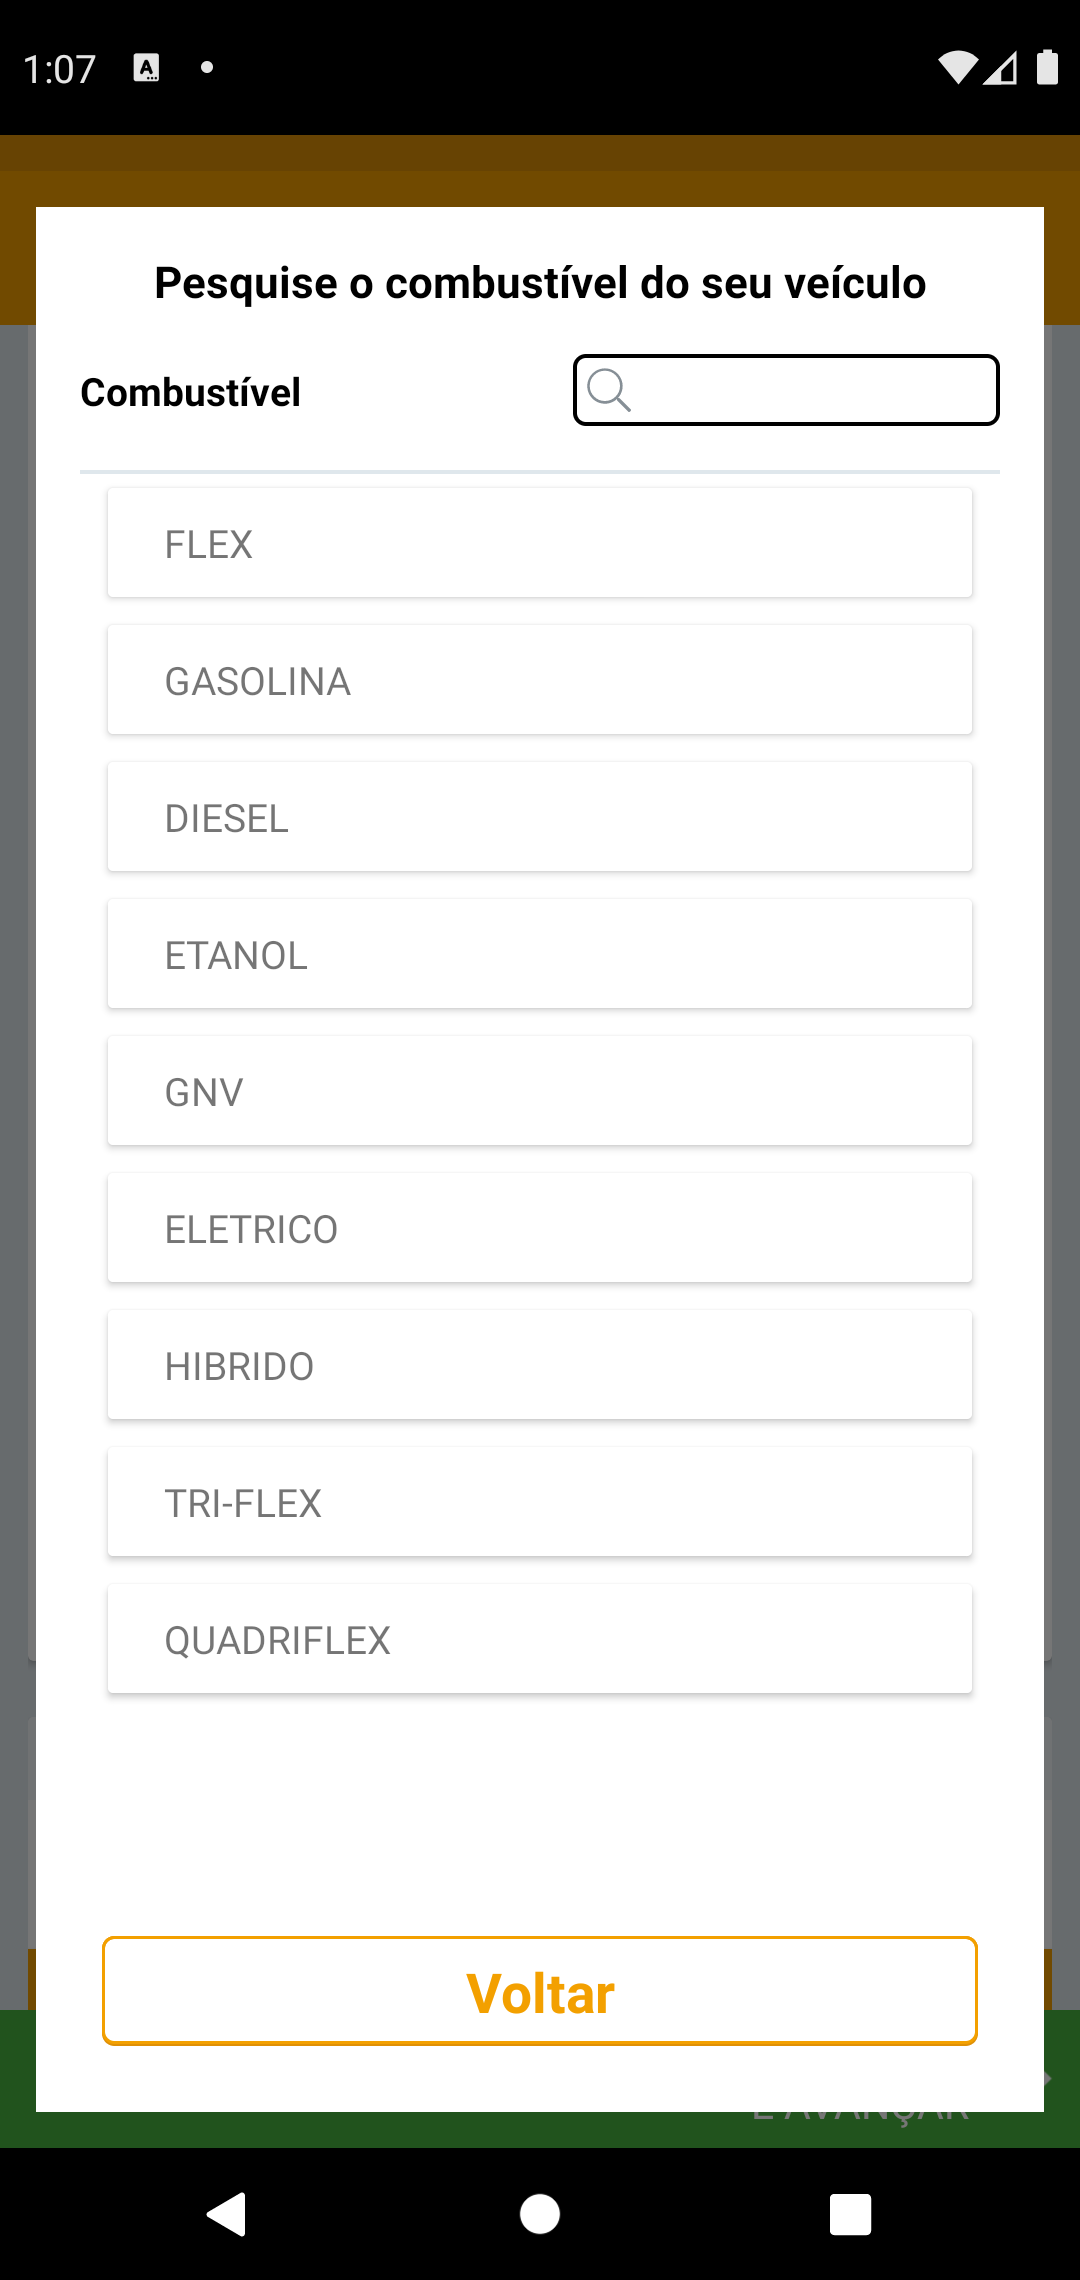 1:07
Pesquise o combustível do seu veículo
Combustível
FLEX
GASOLINA
DIESEL
ETANOL
GNV
ELETRICO
HIBRIDO
TRI-FLEX
QUADRIFLEX
Voltar
E AVANÇAR